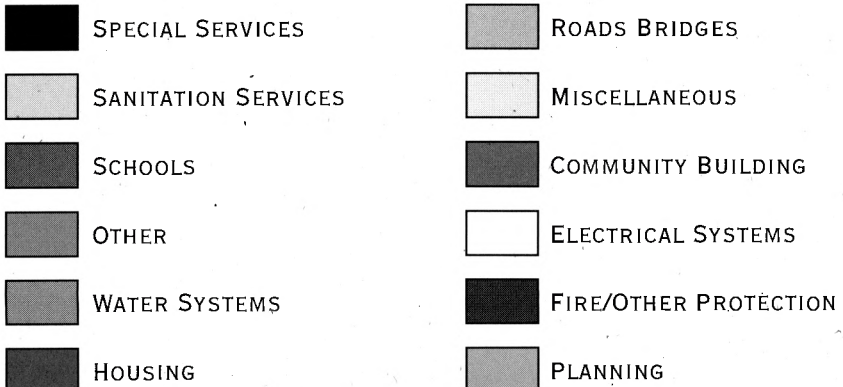 SPECIAL SERVICES
SANITATION SERVICES
SCHOOLS
OTHER
WATER SYSTEMS
HOUSING
ROADS BRIDGES
MISCELLANEOUS
COMMUNITY BUILDING
ELECTRICAL SYSTEMS
FIRE/OTHER PROTECTION
PLANNING